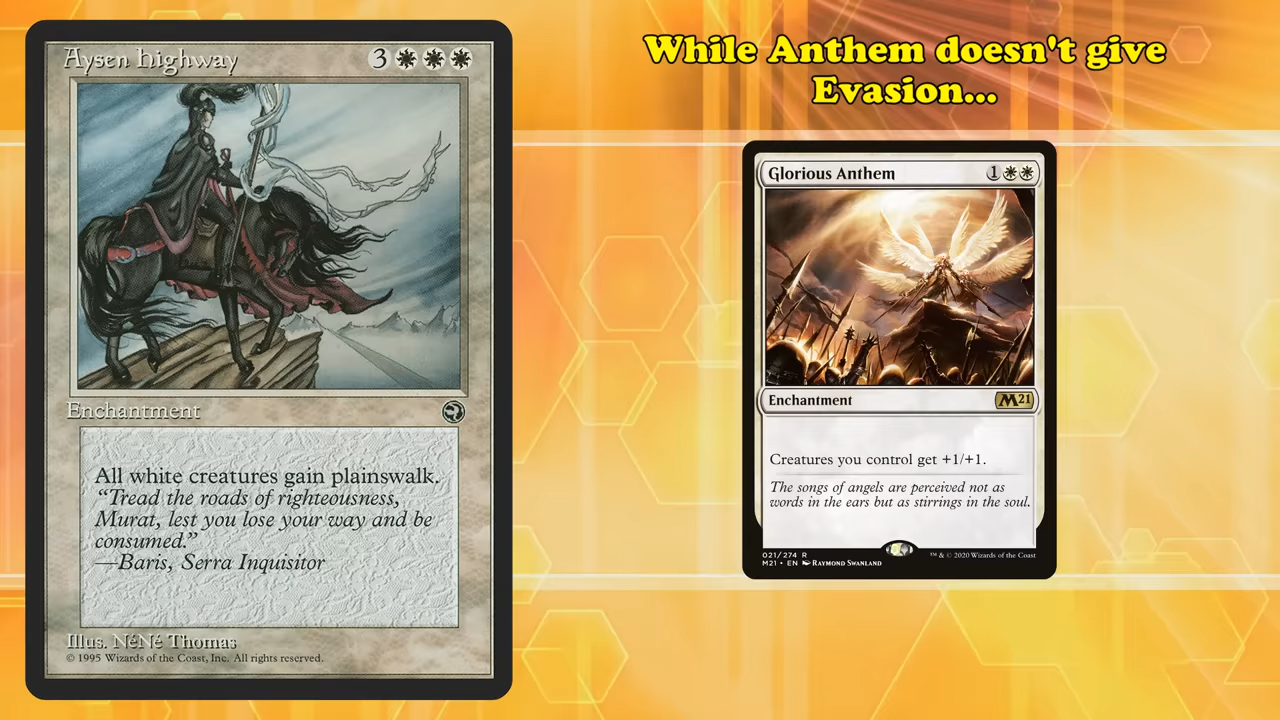 Aysen Highway
3
All white creatures gain plainswalk.
"Tread the roads of righteousness,
Murat, lest you lose your way and be
consumed."
—Baris, Serra Inquisitor
Enchantment
Illus. NéNé Thomas
© 1995 Wizards of the Coast, Inc. All rights reserved.
While Anthem doesn't give
Evasion...
Glorious Anthem
1
Enchantment
M21
Creatures you control get +1/+1.
The songs of angels are perceived not as
words in the ears but as stirrings in the soul.
021/274 R
M21 • EN Raymond Swanland
™ & © 2020 Wizards of the Coast